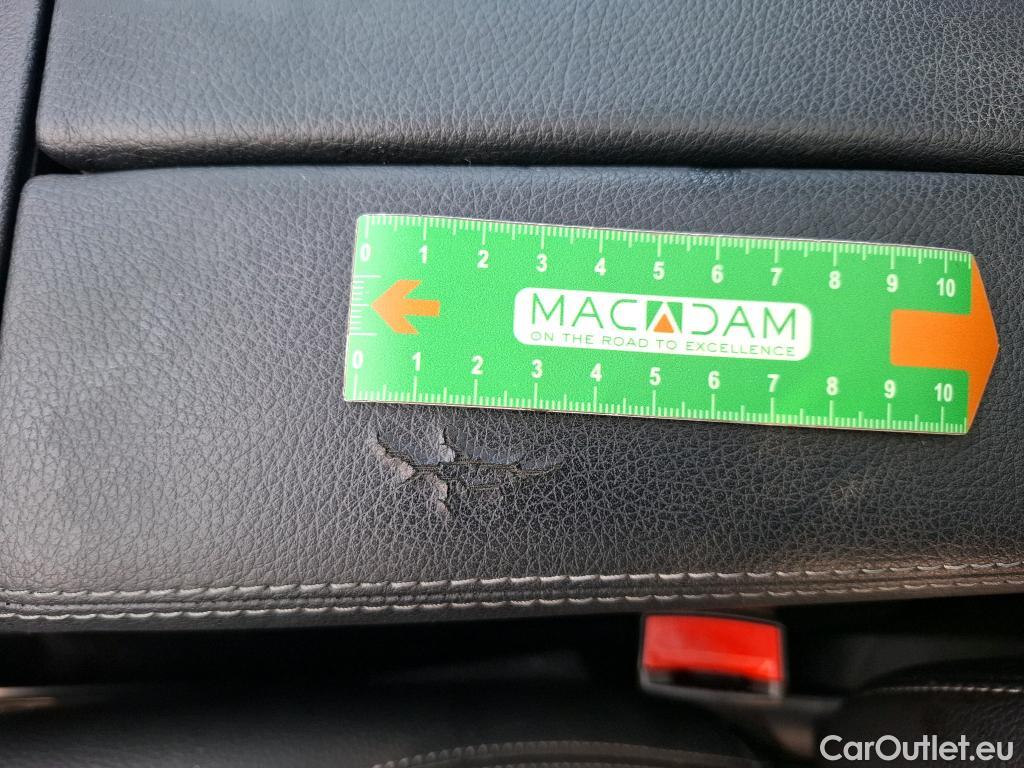 0 1 2 3 4 5 6 7 8 9 10
MACADAM
ON THE ROAD TO EXCELLENCE
0 1 2 3 4 5 6 7 8 9 10
CarOutlet.eu